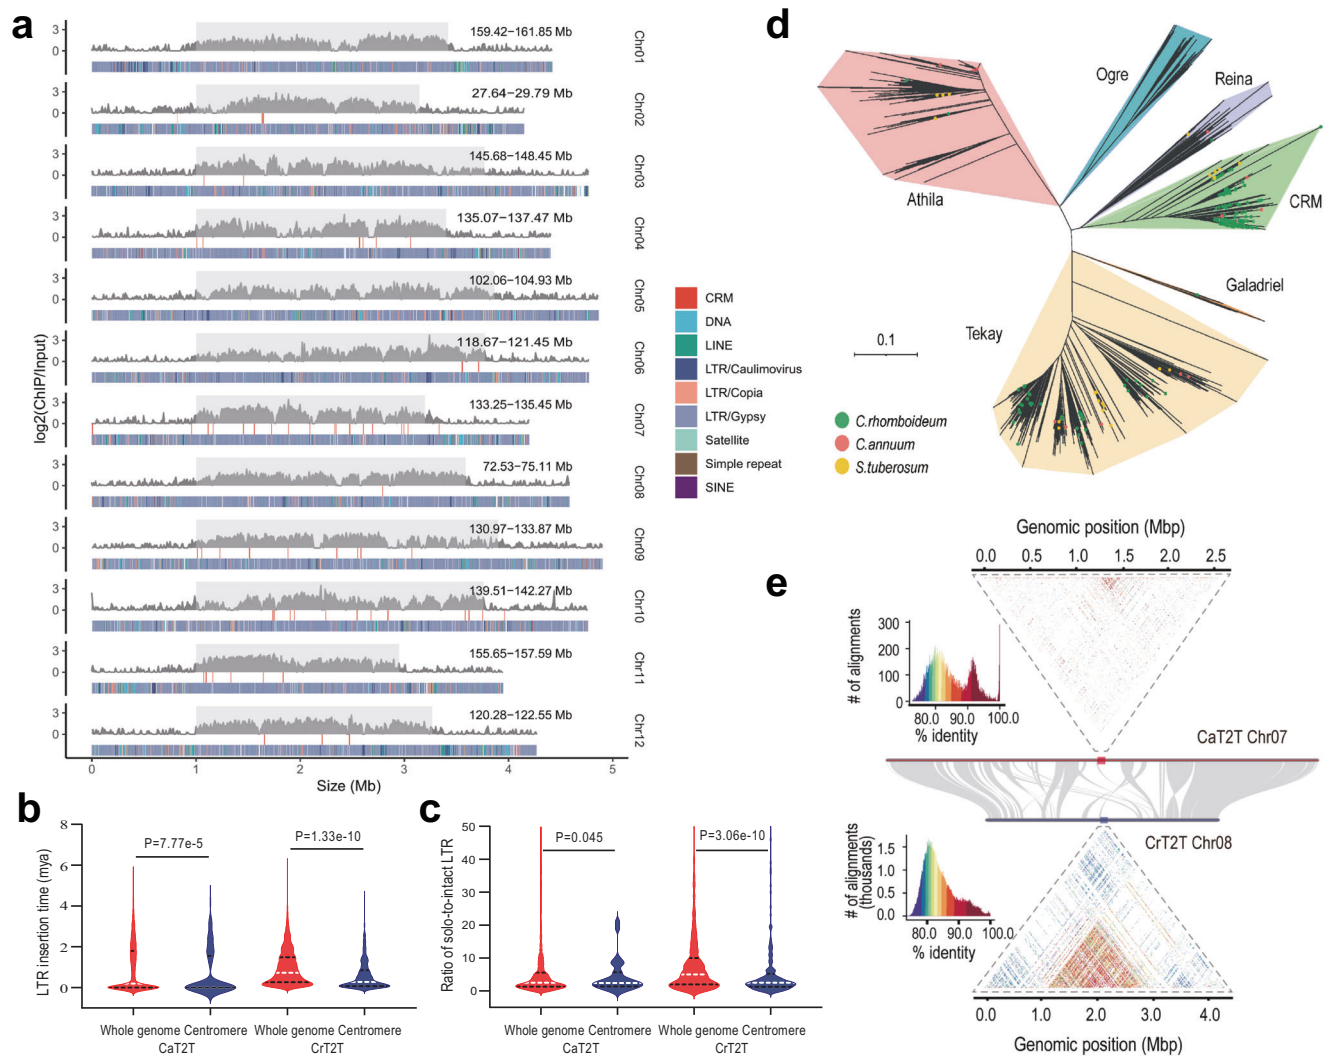 a
log2(ChIP/Input)
3
0
159.42−161.85 Mb
Chr01
3
0
27.64−29.79 Mb
Chr02
3
0
145.68−148.45 Mb
Chr03
3
0
135.07−137.47 Mb
Chr04
3
0
102.06−104.93 Mb
Chr05
3
0
118.67−121.45 Mb
Chr06
3
0
133.25−135.45 Mb
Chr07
3
0
72.53−75.11 Mb
Chr08
3
0
130.97−133.87 Mb
Chr09
3
0
139.51−142.27 Mb
Chr10
3
0
155.65−157.59 Mb
Chr11
3
0
120.28−122.55 Mb
Chr12
0 1 2 3 4 5
Size (Mb)
CRM
DNA
LINE
LTR/Caulimovirus
LTR/Copia
LTR/Gypsy
Satellite
Simple repeat
SINE
b
LTR insertion time (mya)
8
6
4
2
0
P=7.77e-5
P=1.33e-10
Whole genome Centromere
CaT2T
Whole genome Centromere
CrT2T
c
Ratio of solo-to-intact LTR
50
40
30
20
10
0
P=0.045
P=3.06e-10
Whole genome Centromere
CaT2T
Whole genome Centromere
CrT2T
d
Ogre
Reina
Athila
CRM
Galadriel
Tekay
0.1
C.rhomboideum
C.annuum
S.tuberosum
e
Genomic position (Mbp)
0.0 0.5 1.0 1.5 2.0 2.5
# of alignments
300
200
100
0
80.0 90.0 100.0
% identity
CaT2T Chr07
CrT2T Chr08
# of alignments
(thousands)
1.5
1.0
0.5
0.0
80.0 90.0 100.0
% identity
0.0 1.0 2.0 3.0 4.0
Genomic position (Mbp)